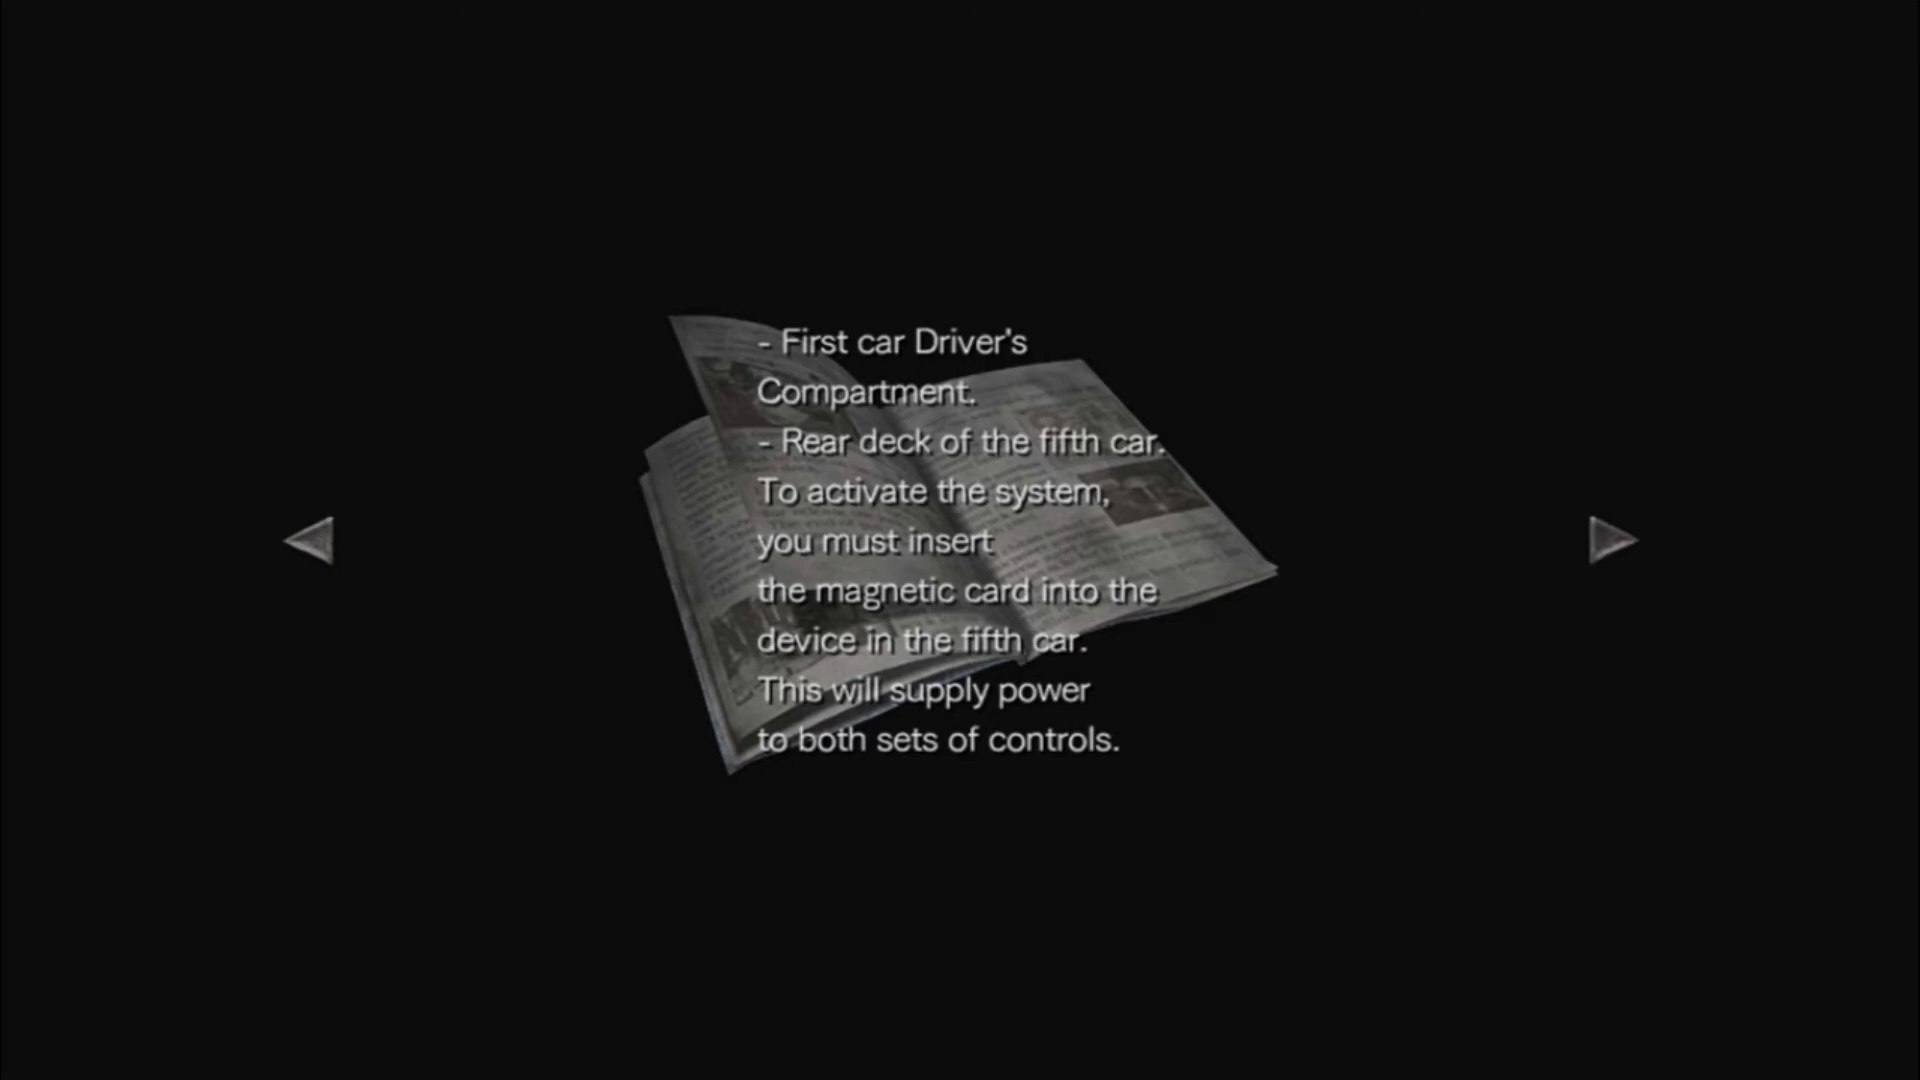 - First car Driver's
Compartment.
- Rear deck of the fifth car.
To activate the system,
you must insert
the magnetic card into the
device in the fifth car.
This will supply power
to both sets of controls.